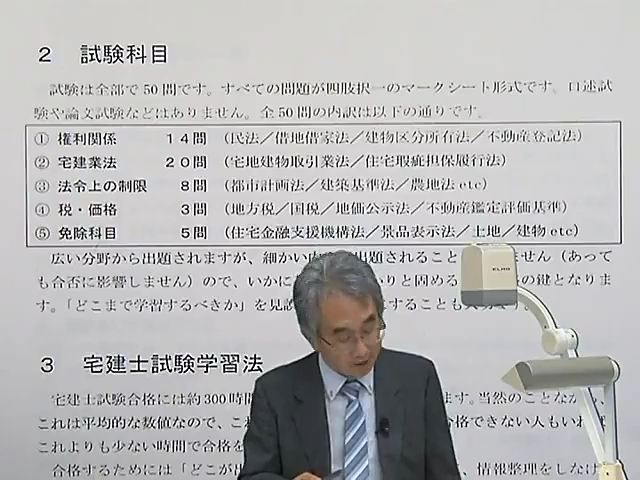 2 試験科目
試験は全部で50問です。すべての問題が四肢択一のマークシート形式です。口述試
験や論文試験などはありません。全50問の内訳は以下の通りです。
① 権利関係 14問 (民法／借地借家法／建物区分所有法／不動産登記法)
② 宅建業法 20問 (宅地建物取引業法／住宅瑕疵担保履行法)
③ 法令上の制限 8問 (都市計画法／建築基準法／農地法etc)
④ 税・価格 3問 (地方税／国税／地価公示法／不動産鑑定評価基準)
⑤ 免除科目 5問 (住宅金融支援機構法／景品表示法／土地／建物etc)
広い分野から出題されますが、細かい ませんん（あって
も合否に影響しません）ので、いかに かりと固める の鍵となりま
す。「どこまで学習するべきか」を見 することも
ELMO
3 宅建士試験学習法
宅建士試験合格には約300時間 ます。当然のことなが
これは平均的な数値なので、こ 合格できない人もいれば
これよりも少ない時間で合格を
合格するためには「どこが出 、情報整理をしなけ